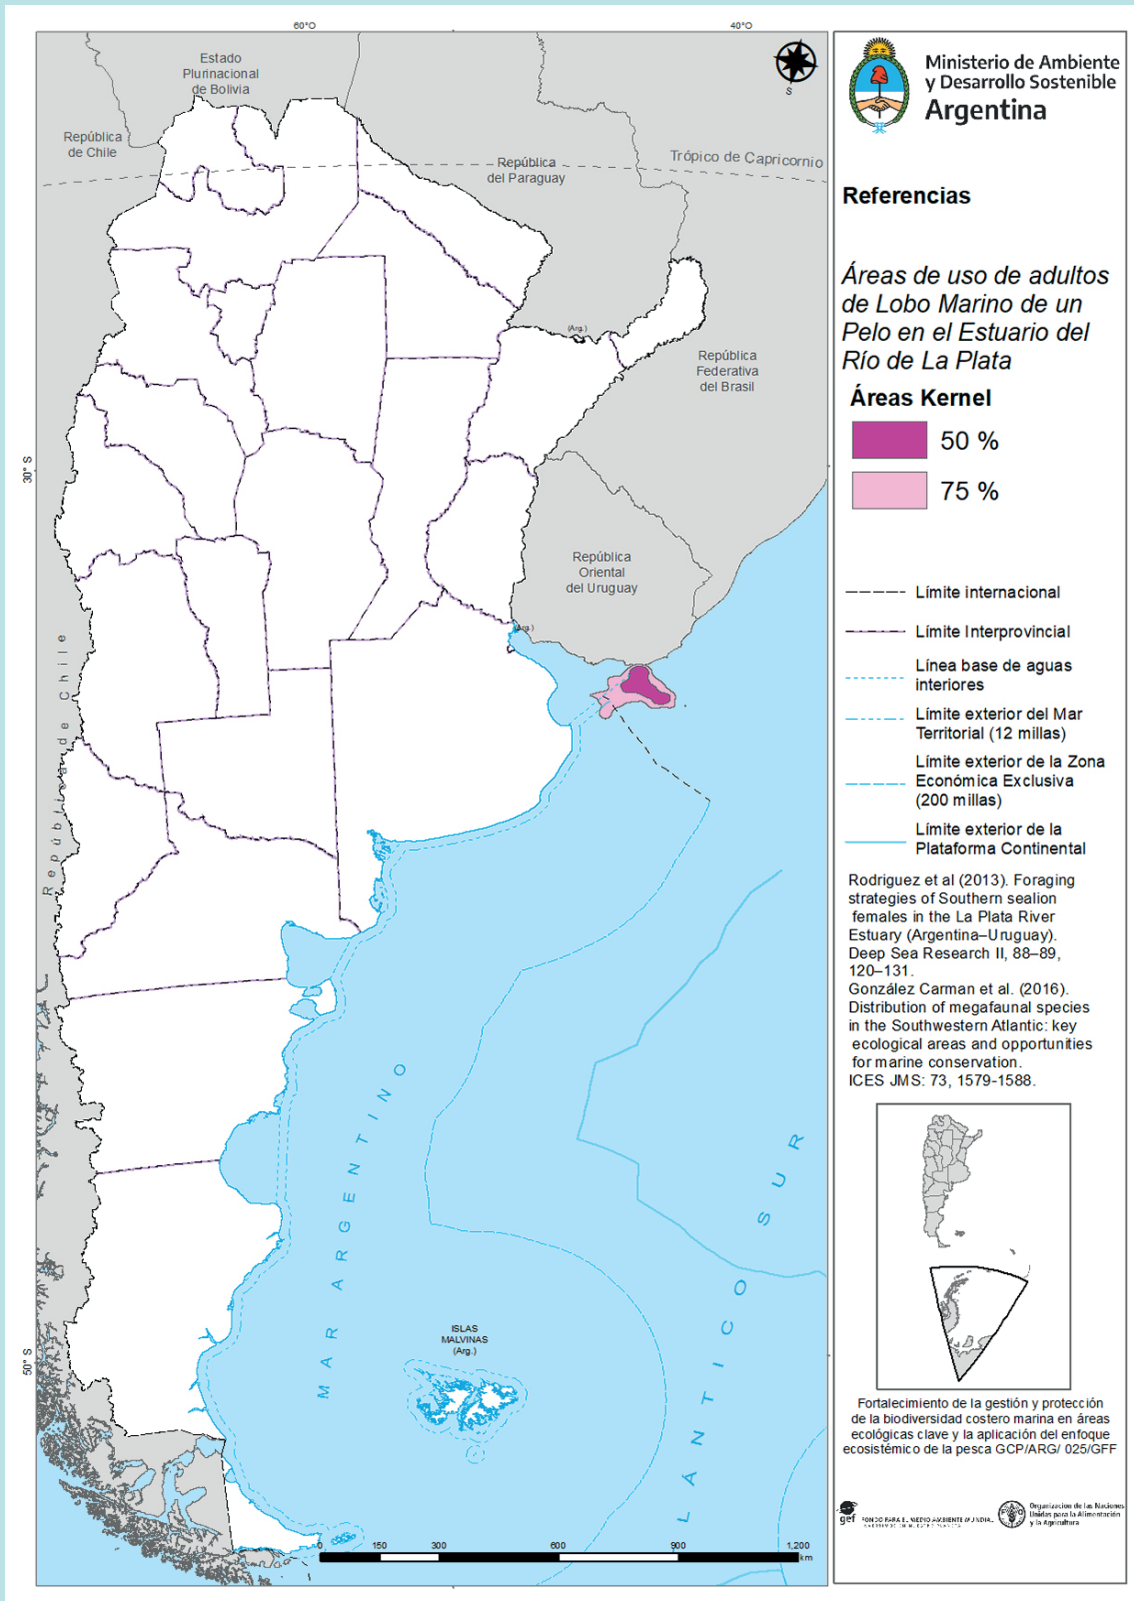 60°O
40°O
S
Estado
Plurinacional
de Bolivia
República
de Chile
República
del Paraguay
Trópico de Capricornio
(Arg.)
República
Federativa
del Brasil
30° S
República
Oriental
del Uruguay
(Arg.)
República de Chile
MAR ARGENTINO
SUR
LÁNTICO
ISLAS
MALVINAS
(Arg.)
50° S
0 150 300 600 900 1,200
km
Ministerio de Ambiente
y Desarrollo Sostenible
Argentina
Referencias
Áreas de uso de adultos
de Lobo Marino de un
Pelo en el Estuario del
Río de La Plata
Áreas Kernel
50 %
75 %
Límite internacional
Límite Interprovincial
Línea base de aguas
interiores
Límite exterior del Mar
Territorial (12 millas)
Límite exterior de la Zona
Económica Exclusiva
(200 millas)
Límite exterior de la
Plataforma Continental
Rodriguez et al (2013). Foraging
strategies of Southern sealion
females in the La Plata River
Estuary (Argentina–Uruguay).
Deep Sea Research II, 88–89,
120–131.
González Carman et al. (2016).
Distribution of megafaunal species
in the Southwestern Atlantic: key
ecological areas and opportunities
for marine conservation.
ICES JMS: 73, 1579-1588.
Fortalecimiento de la gestión y protección
de la biodiversidad costero marina en áreas
ecológicas clave y la aplicación del enfoque
ecosistémico de la pesca GCP/ARG/ 025/GFF
gef
FONDO PARA EL MEDIO AMBIENTE MUNDIAL
Organización de las Naciones
Unidas para la Alimentación
y la Agricultura